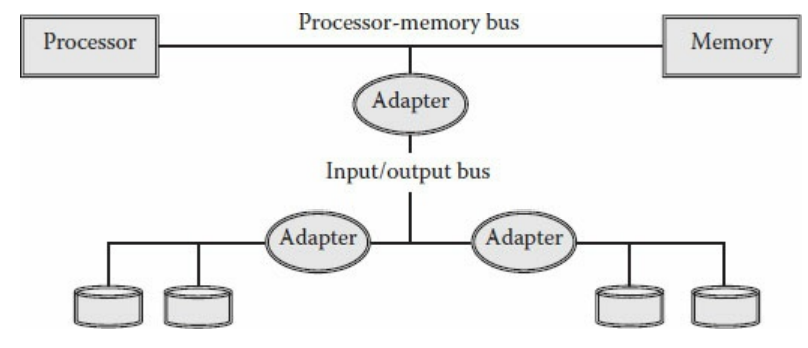 Processor-memory bus
Processor
Memory
Adapter
Input/output bus
Adapter
Adapter